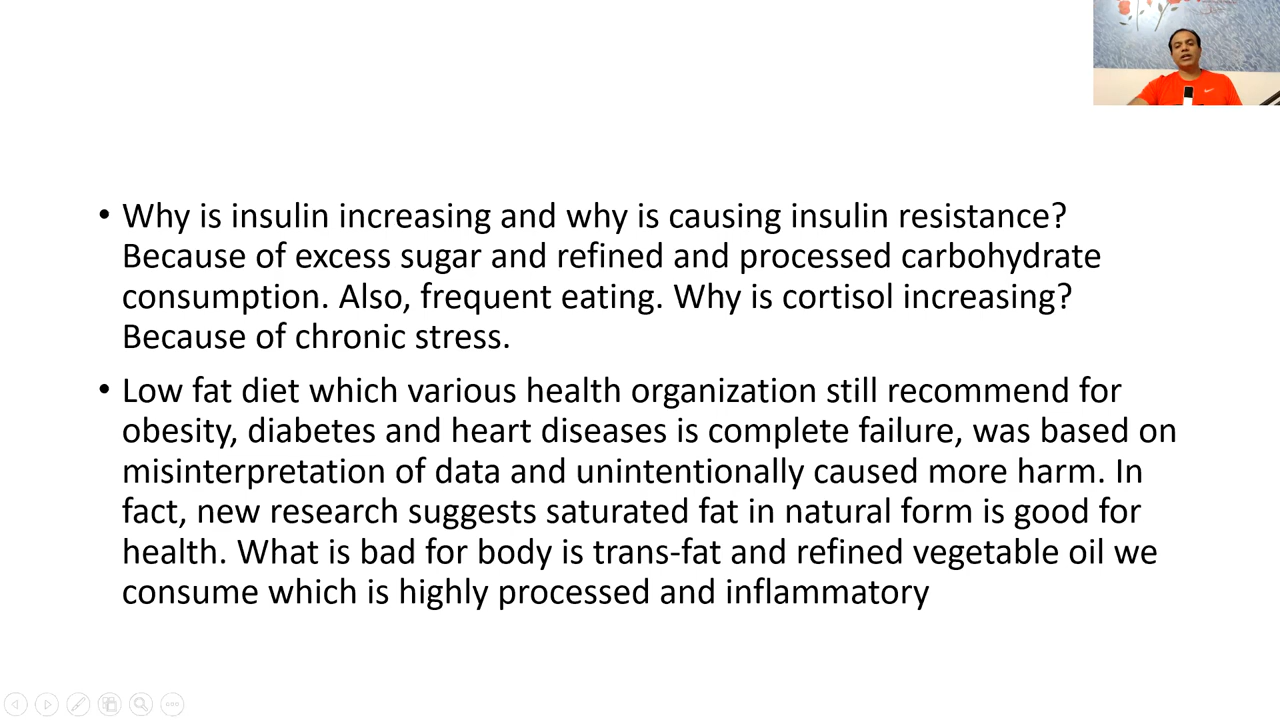 • Why is insulin increasing and why is causing insulin resistance?
Because of excess sugar and refined and processed carbohydrate
consumption. Also, frequent eating. Why is cortisol increasing?
Because of chronic stress.
• Low fat diet which various health organization still recommend for
obesity, diabetes and heart diseases is complete failure, was based on
misinterpretation of data and unintentionally caused more harm. In
fact, new research suggests saturated fat in natural form is good for
health. What is bad for body is trans-fat and refined vegetable oil we
consume which is highly processed and inflammatory